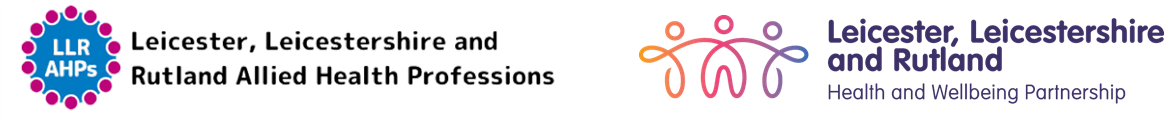 LLR
AHPs
Leicester, Leicestershire and
Rutland Allied Health Professions
Leicester, Leicestershire
and Rutland
Health and Wellbeing Partnership